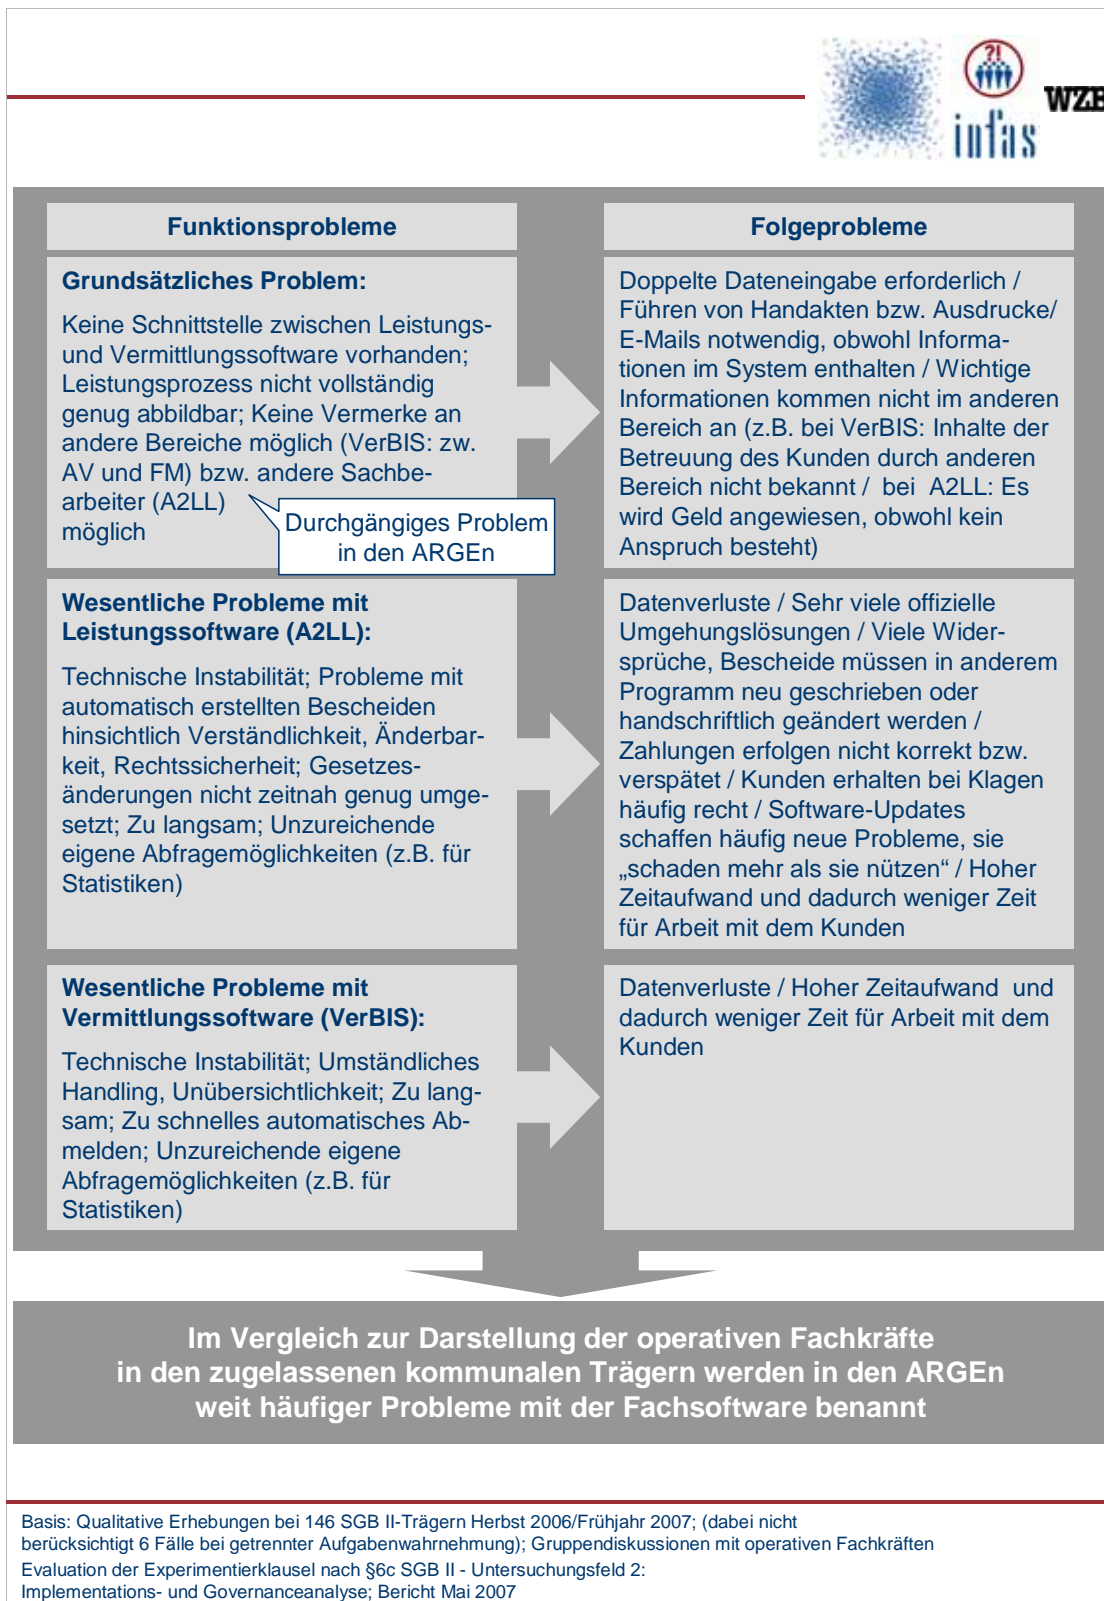 ?!
infas
WZB
Funktionsprobleme
Folgeprobleme
Grundsätzliches Problem:
Keine Schnittstelle zwischen Leistungs-
und Vermittlungssoftware vorhanden;
Leistungsprozess nicht vollständig
genug abbildbar; Keine Vermerke an
andere Bereiche möglich (VerBIS: zw.
AV und FM) bzw. andere Sachbe-
arbeiter (A2LL)
möglich
Durchgängiges Problem
in den ARGEn
Doppelte Dateneingabe erforderlich /
Führen von Handakten bzw. Ausdrucke/
E-Mails notwendig, obwohl Informa-
tionen im System enthalten / Wichtige
Informationen kommen nicht im anderen
Bereich an (z.B. bei VerBIS: Inhalte der
Betreuung des Kunden durch anderen
Bereich nicht bekannt /  bei  A2LL: Es
wird Geld angewiesen, obwohl kein
Anspruch besteht)
Wesentliche Probleme mit
Leistungssoftware (A2LL):
Technische Instabilität; Probleme mit
automatisch erstellten Bescheiden
hinsichtlich Verständlichkeit, Änderbar-
keit, Rechtssicherheit; Gesetzes-
änderungen nicht zeitnah genug umge-
setzt; Zu langsam; Unzureichende
eigene Abfragemöglichkeiten (z.B. für
Statistiken)
Datenverluste / Sehr viele offizielle
Umgehungslösungen / Viele Wider-
sprüche, Bescheide müssen in anderem
Programm neu geschrieben oder
handschriftlich geändert werden /
Zahlungen erfolgen nicht korrekt bzw.
verspätet / Kunden erhalten bei Klagen
häufig recht / Software-Updates
schaffen häufig neue Probleme, sie
„schaden mehr als sie nützen“ / Hoher
Zeitaufwand und dadurch weniger Zeit
für Arbeit mit dem Kunden
Wesentliche Probleme mit
Vermittlungssoftware (VerBIS):
Technische Instabilität; Umständliches
Handling, Unübersichtlichkeit; Zu lang-
sam; Zu schnelles automatisches Ab-
melden; Unzureichende eigene
Abfragemöglichkeiten (z.B. für
Statistiken)
Datenverluste / Hoher Zeitaufwand  und
dadurch weniger Zeit für Arbeit mit dem
Kunden
Im Vergleich zur Darstellung der operativen Fachkräfte
in den zugelassenen kommunalen Trägern werden in den ARGEn
weit häufiger Probleme mit der Fachsoftware benannt
Basis: Qualitative Erhebungen bei 146 SGB II-Trägern Herbst 2006/Frühjahr 2007; (dabei nicht
berücksichtigt 6 Fälle bei getrennter Aufgabenwahrnehmung); Gruppendiskussionen mit operativen Fachkräften
Evaluation der Experimentierklausel nach §6c SGB II - Untersuchungsfeld 2:
Implementations- und Governanceanalyse; Bericht Mai 2007